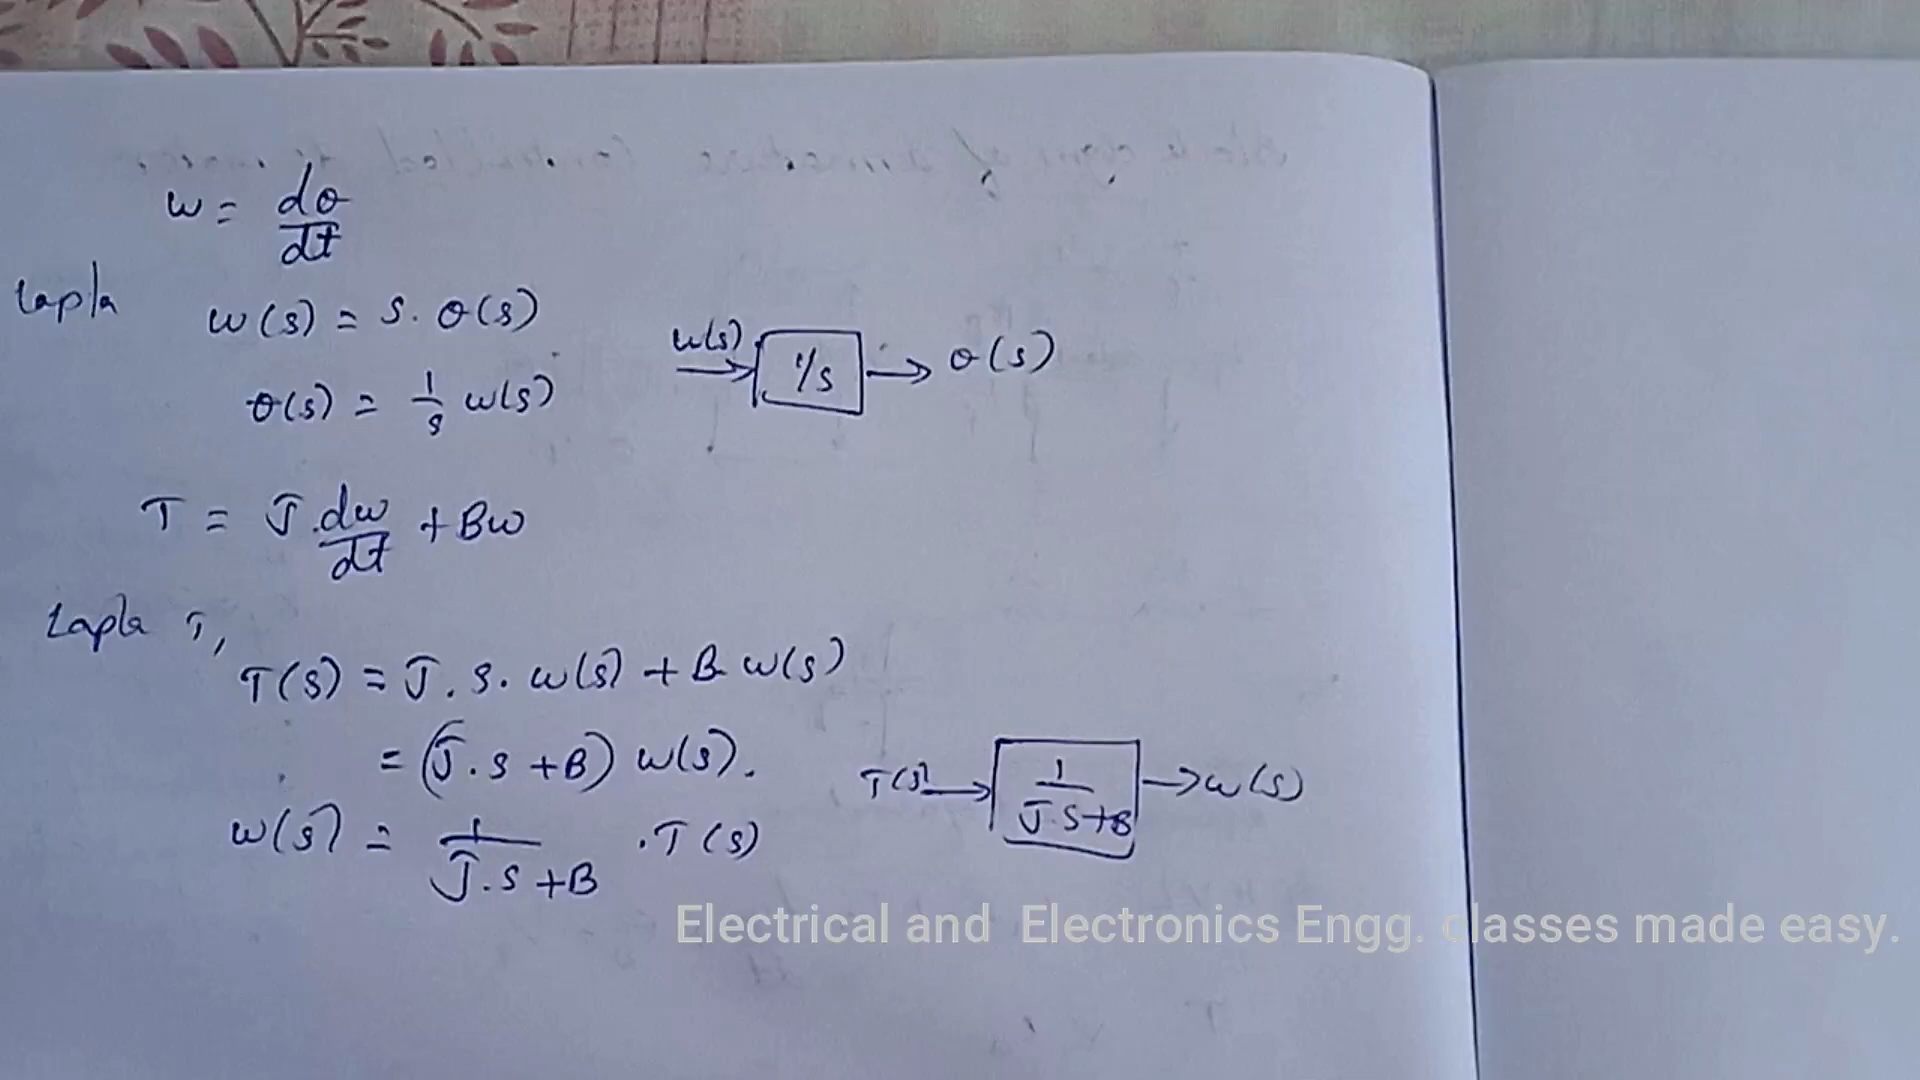 w = dθ/dt
Lapla
w(s) = s. θ(s)
θ(s) = 1/s w(s)
w(s) → 1/s → θ(s)
T = J.dw/dt + Bw
Lapla T,
T(s) = J. s. w(s) + B w(s)
= (J.s +B) w(s).
w(s) = 1/J.s +B .T(s)
T(s) → 1/J.s+B → w(s)
Electrical and Electronics Engg. classes made easy.